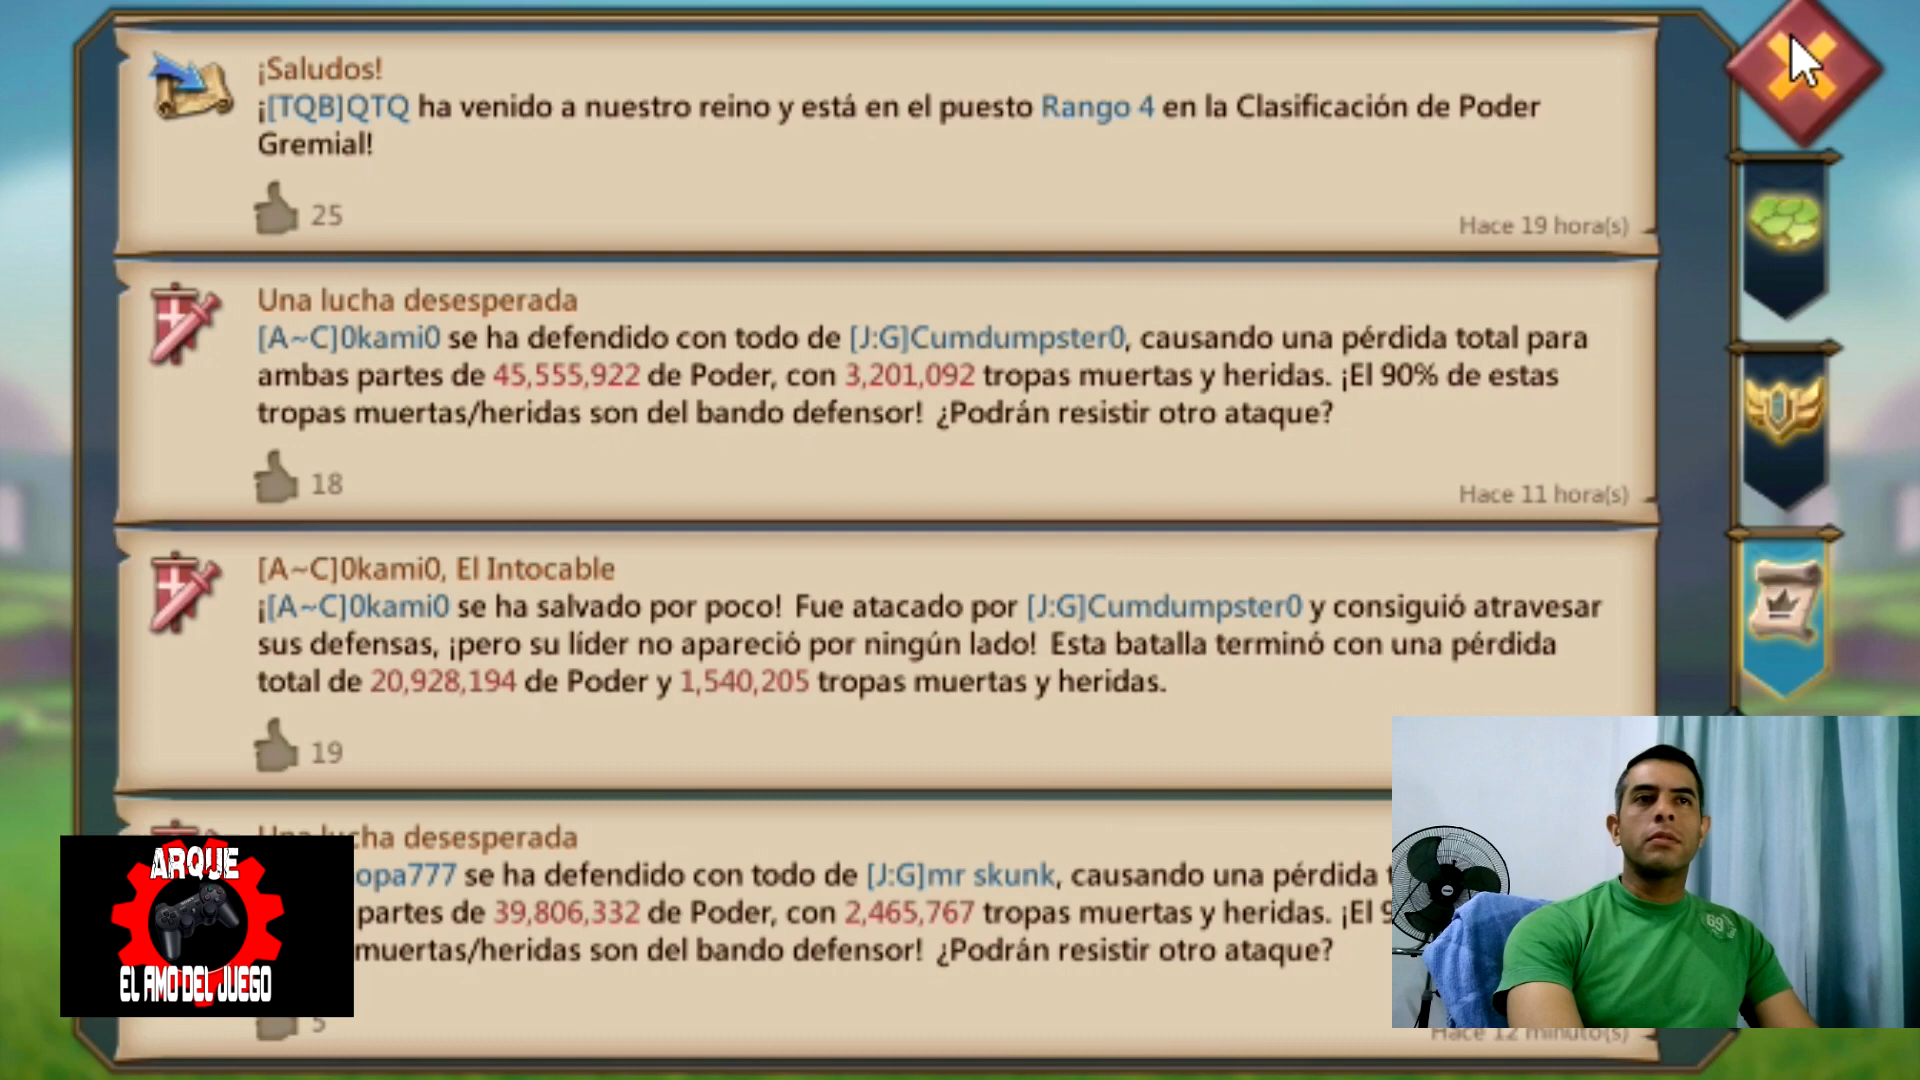 ¡Saludos!
¡[TQB]QTQ ha venido a nuestro reino y está en el puesto Rango 4 en la Clasificación de Poder
Gremial!
25
Hace 19 hora(s)
Una lucha desesperada
[A~C]0kami0 se ha defendido con todo de [J:G]Cumdumpster0, causando una pérdida total para
ambas partes de 45,555,922 de Poder, con 3,201,092 tropas muertas y heridas. ¡El 90% de estas
tropas muertas/heridas son del bando defensor! ¿Podrán resistir otro ataque?
18
Hace 11 hora(s)
[A~C]0kami0, El Intocable
¡[A~C]0kami0 se ha salvado por poco! Fue atacado por [J:G]Cumdumpster0 y consiguió atravesar
sus defensas, ¡pero su líder no apareció por ningún lado! Esta batalla terminó con una pérdida
total de 20,928,194 de Poder y 1,540,205 tropas muertas y heridas.
19
Una lucha desesperada
opa777 se ha defendido con todo de [J:G]mr skunk, causando una pérdida
partes de 39,806,332 de Poder, con 2,465,767 tropas muertas y heridas. ¡El
muertas/heridas son del bando defensor! ¿Podrán resistir otro ataque?
5
Hace 12 minuto(s)
ARQUE
EL AMO DEL JUEGO
69